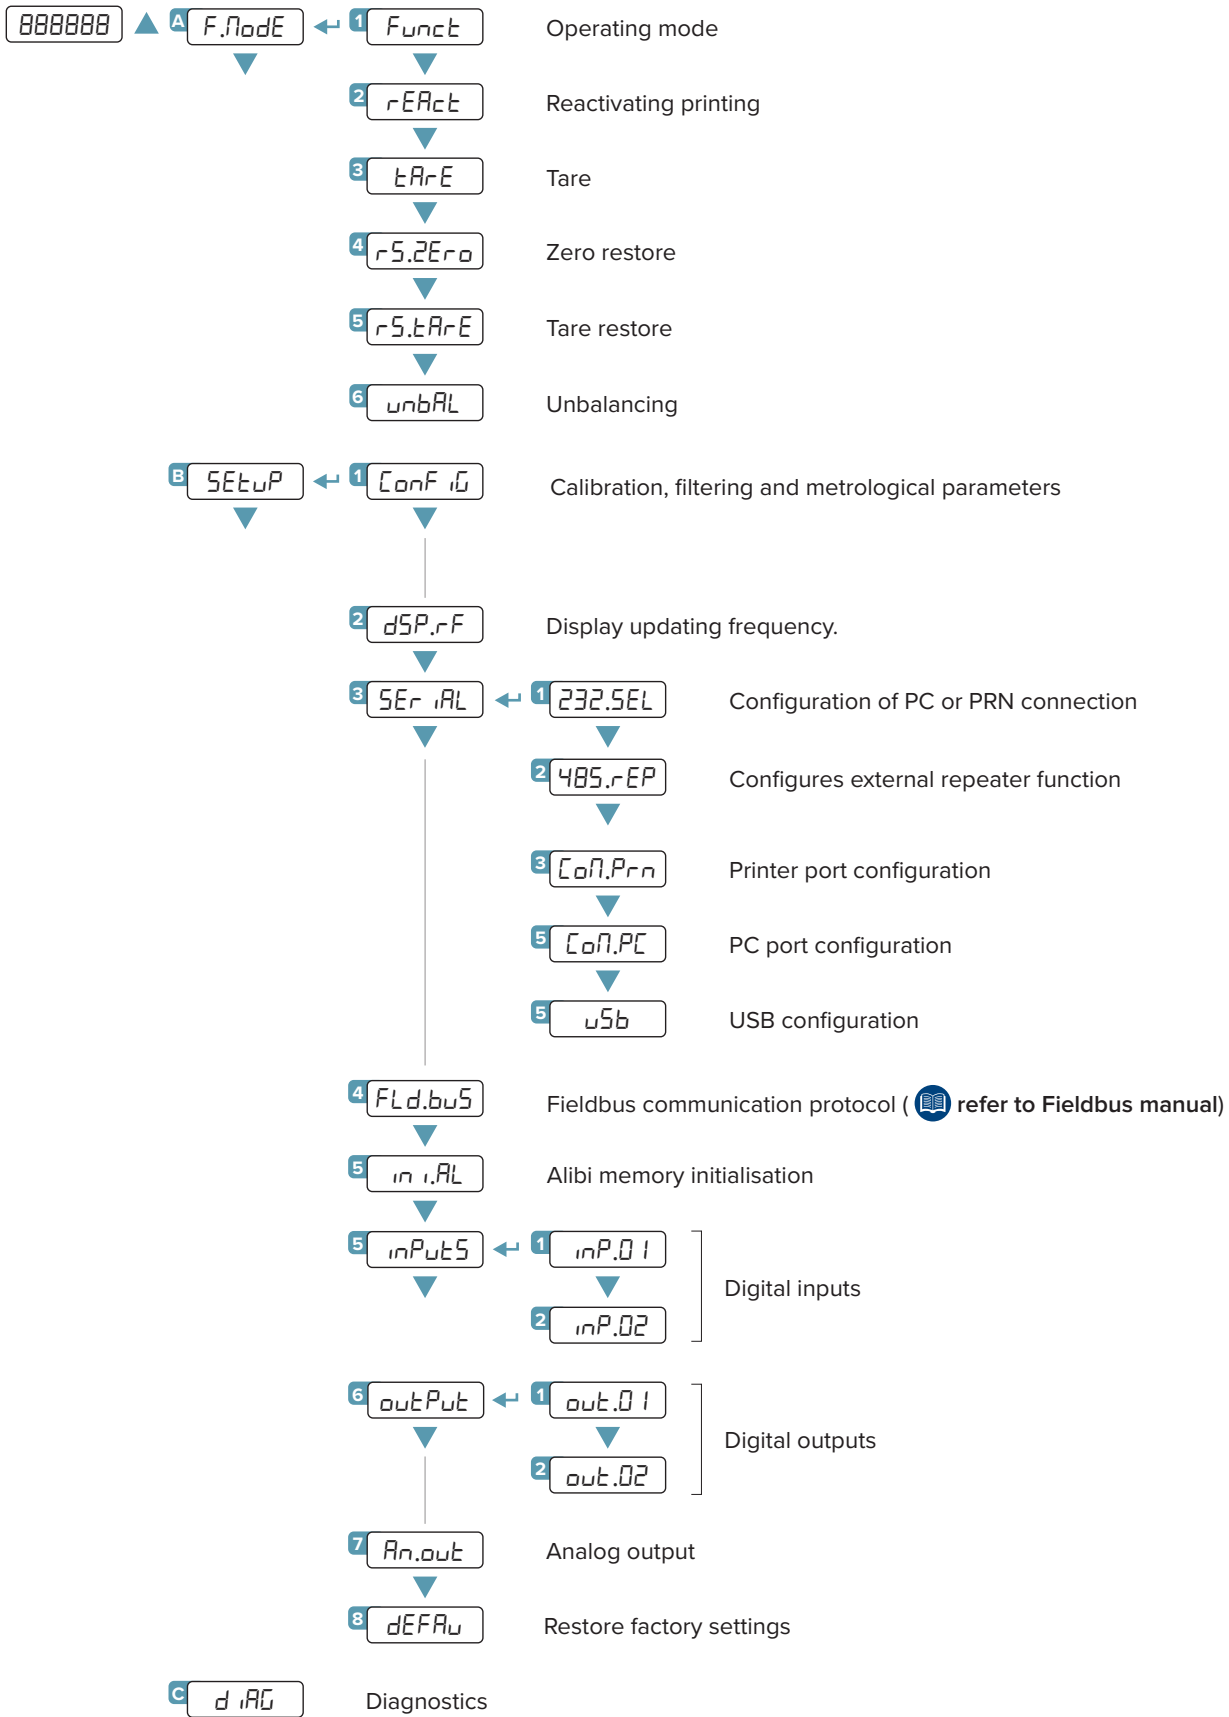 888888 A F.ModE 1 Funct Operating mode
2 rEAct Reactivating printing
3 tArE Tare
4 rS.ZEro Zero restore
5 rS.tArE Tare restore
6 unbAL Unbalancing
B SEtuP 1 ConFiG Calibration, filtering and metrological parameters
2 dSP.rF Display updating frequency.
3 SEriAL 1 232.SEL Configuration of PC or PRN connection
2 485.rEP Configures external repeater function
3 CoM.Prn Printer port configuration
5 CoM.PC PC port configuration
5 uSb USB configuration
4 FLd.buS Fieldbus communication protocol ( refer to Fieldbus manual)
5 ini.AL Alibi memory initialisation
5 inPutS 1 inP.01
Digital inputs
2 inP.02
6 outPut 1 out.01
Digital outputs
2 out.02
7 An.out Analog output
8 dEFAu Restore factory settings
C diAG Diagnostics